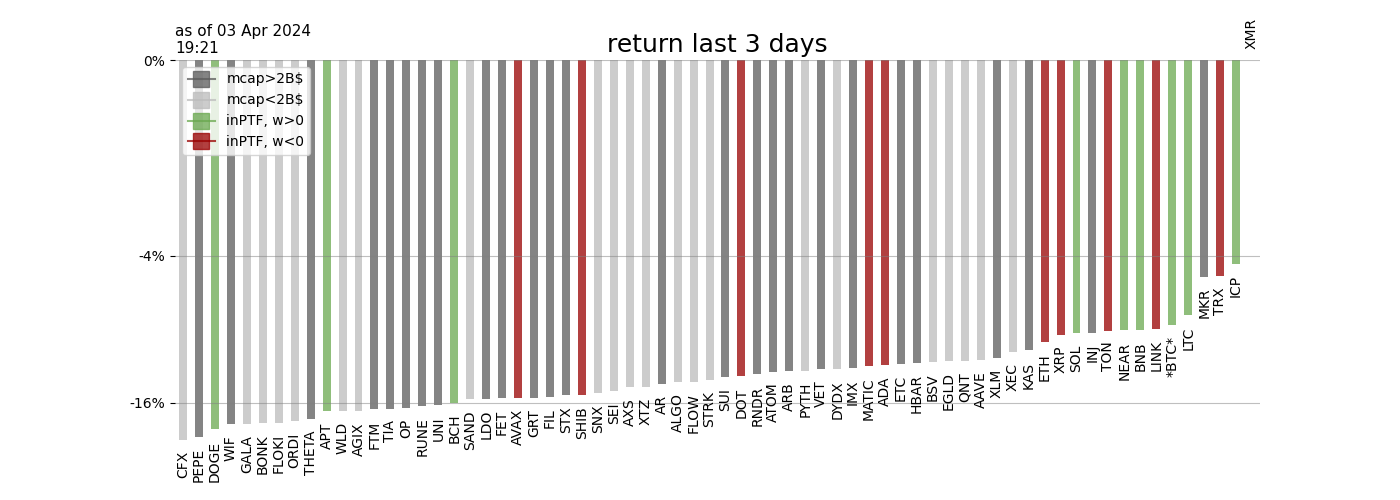 as of 03 Apr 2024
19:21
return last 3 days
XMR
0%
-4%
-16%
mcap>2B$
mcap<2B$
inPTF, w>0
inPTF, w<0
CFX
PEPE
DOGE
WIF
GALA
BONK
FLOKI
ORDI
THETA
APT
WLD
AGIX
FTM
TIA
OP
RUNE
UNI
BCH
SAND
LDO
FET
AVAX
GRT
FIL
STX
SHIB
SNX
SEI
AXS
XTZ
AR
ALGO
FLOW
STRK
SUI
DOT
RNDR
ATOM
ARB
PYTH
VET
DYDX
IMX
MATIC
ADA
ETC
HBAR
BSV
EGLD
QNT
AAVE
XLM
XEC
KAS
ETH
XRP
SOL
INJ
TON
NEAR
BNB
LINK
*BTC*
LTC
MKR
TRX
ICP